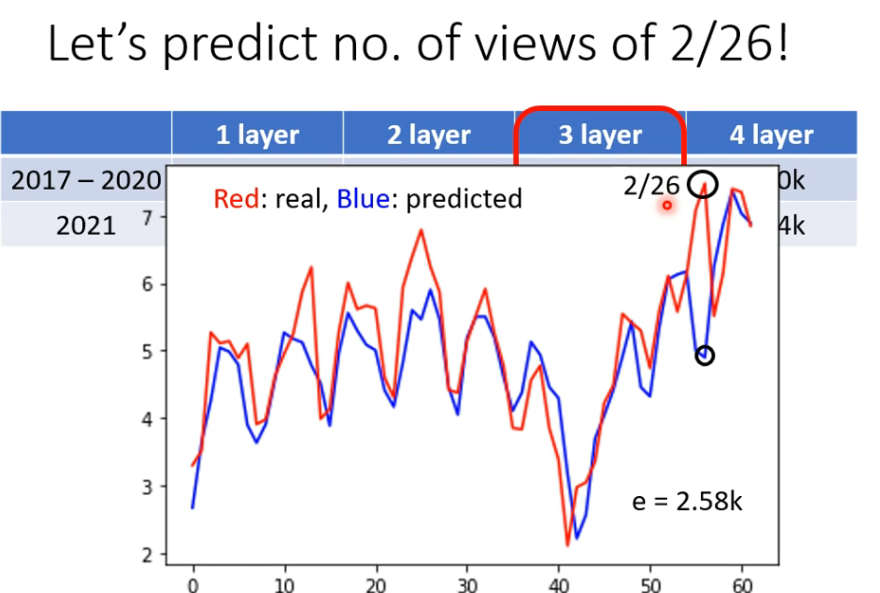 Let's predict no. of views of 2/26!
1 layer 2 layer 3 layer 4 layer
2017 – 2020 0k
2021 4k
Red: real, Blue: predicted
2/26
7
6
5
4
3
2
e = 2.58k
0 10 20 30 40 50 60